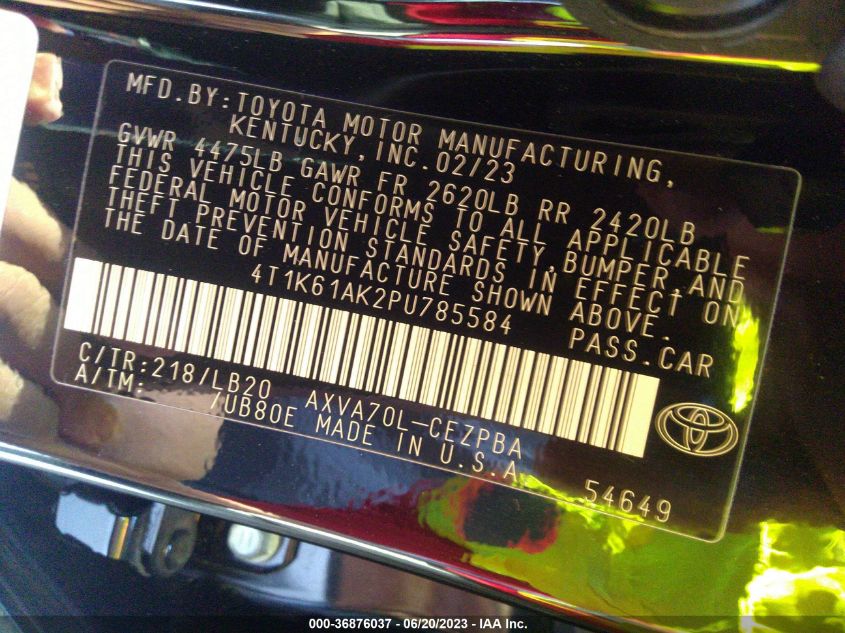 MFD.BY:TOYOTA MOTOR MANUFACTURING,
KENTUCKY,INC.02/23
GVWR 4475LB GAWR FR 2620LB RR 2420LB
THIS VEHICLE CONFORMS TO ALL APPLICABLE
FEDERAL MOTOR VEHICLE SAFETY,BUMPER,AND
THEFT PREVENTION STANDARDS IN EFFECT ON
THE DATE OF MANUFACTURE SHOWN ABOVE.
4T1K61AK2PU785584 PASS.CAR
C/TR:218/LB20 AXVA70L-CEZPBA
A/TM: /UB80E MADE IN U.S.A.
54649
000-36876037 - 06/20/2023 - IAA Inc.